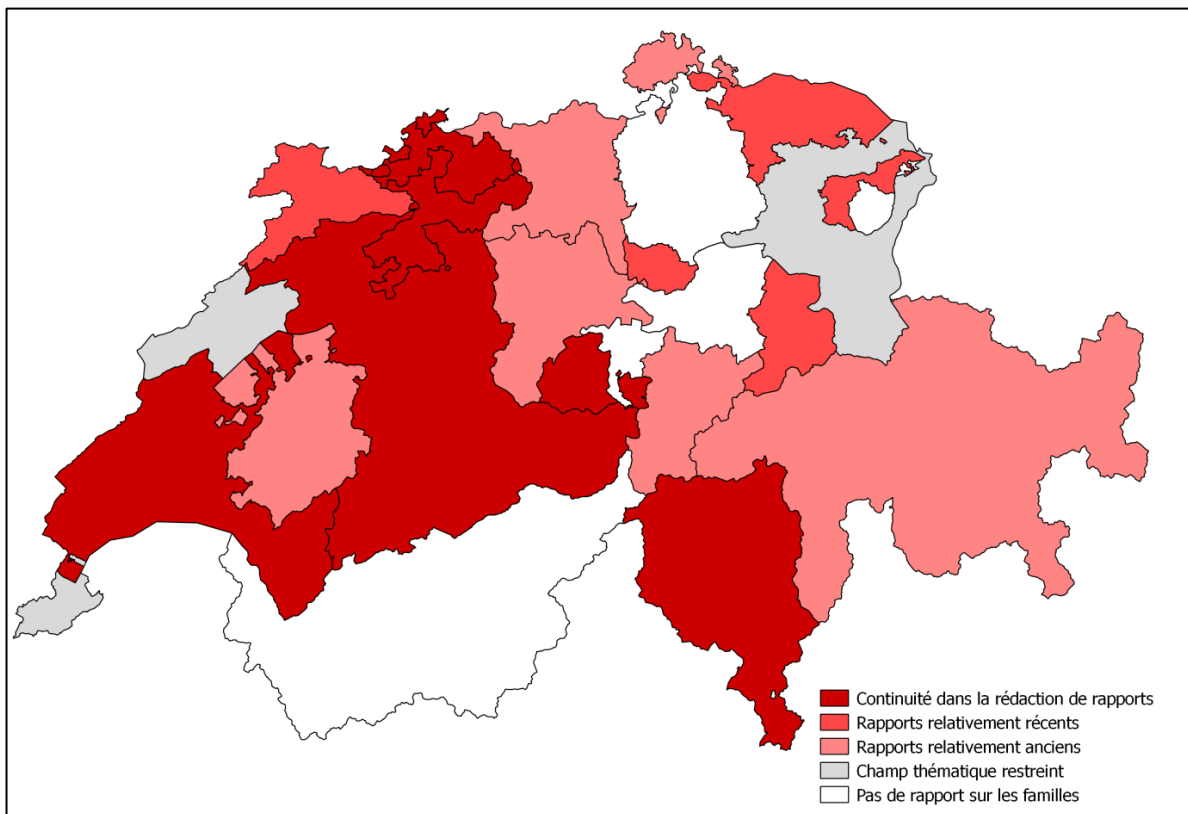 Continuité dans la rédaction de rapports
Rapports relativement récents
Rapports relativement anciens
Champ thématique restreint
Pas de rapport sur les familles